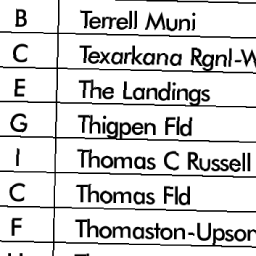 B Terrell Muni
C Texarkana Rgnl-W
E The Landings
G Thigpen Fld
I Thomas C Russell
C Thomas Fld
F Thomaston-Upson